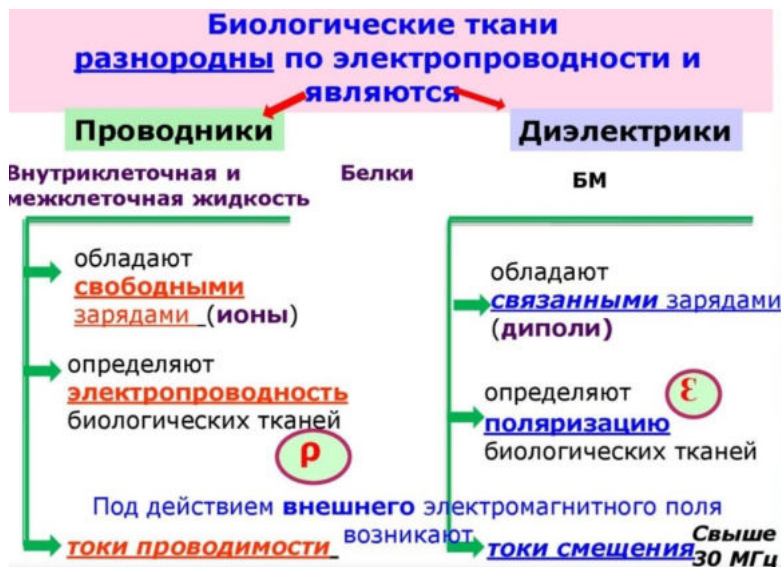 Биологические ткани
разнородны по электропроводности и
являются
Проводники
Диэлектрики
Внутриклеточная и
межклеточная жидкость
Белки
БМ
обладают
свободными
зарядами (ионы)
определяют
электропроводность
биологических тканей
ρ
обладают
связанными зарядами
(диполи)
определяют
ε
поляризацию
биологических тканей
Под действием внешнего электромагнитного поля
возникают
токи проводимости
токи смещения
Свыше
30 МГц